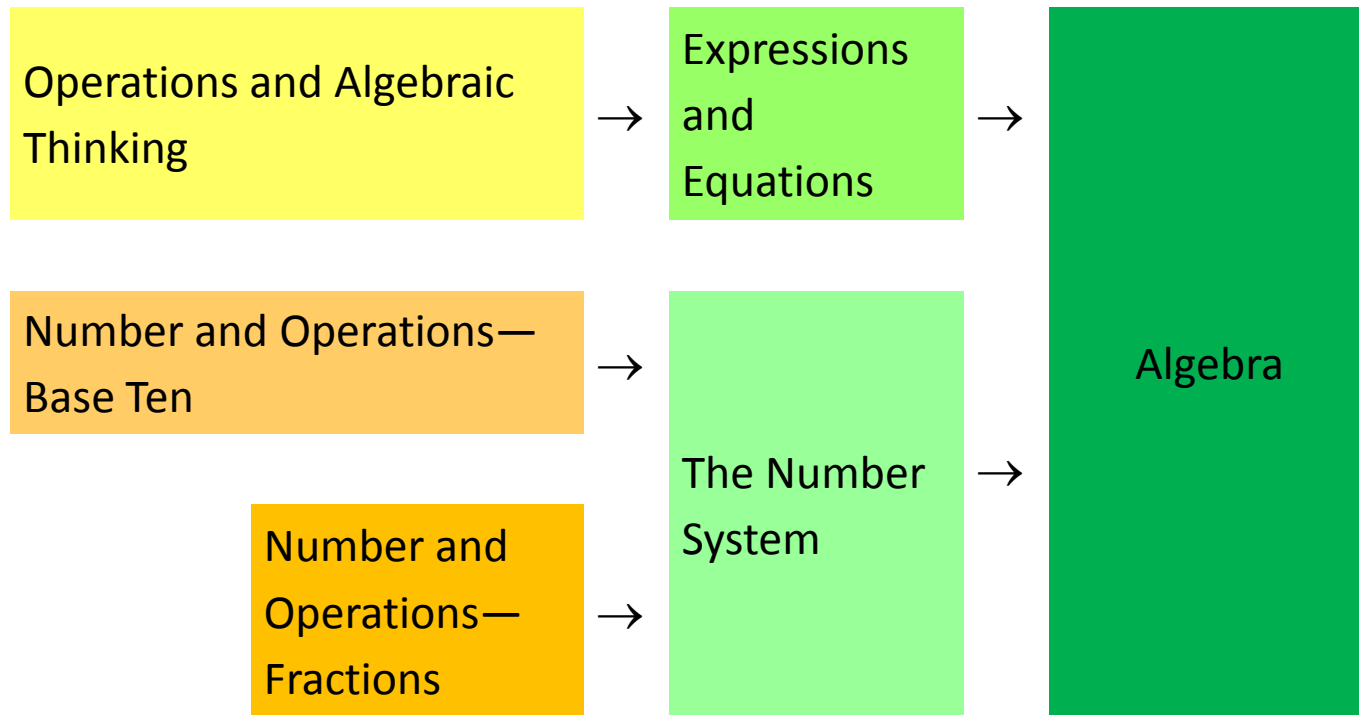 Operations and Algebraic
Thinking
→
Expressions
and
Equations
→
Number and Operations—
Base Ten
→
Number and
Operations—
Fractions
→
The Number
System
→
Algebra